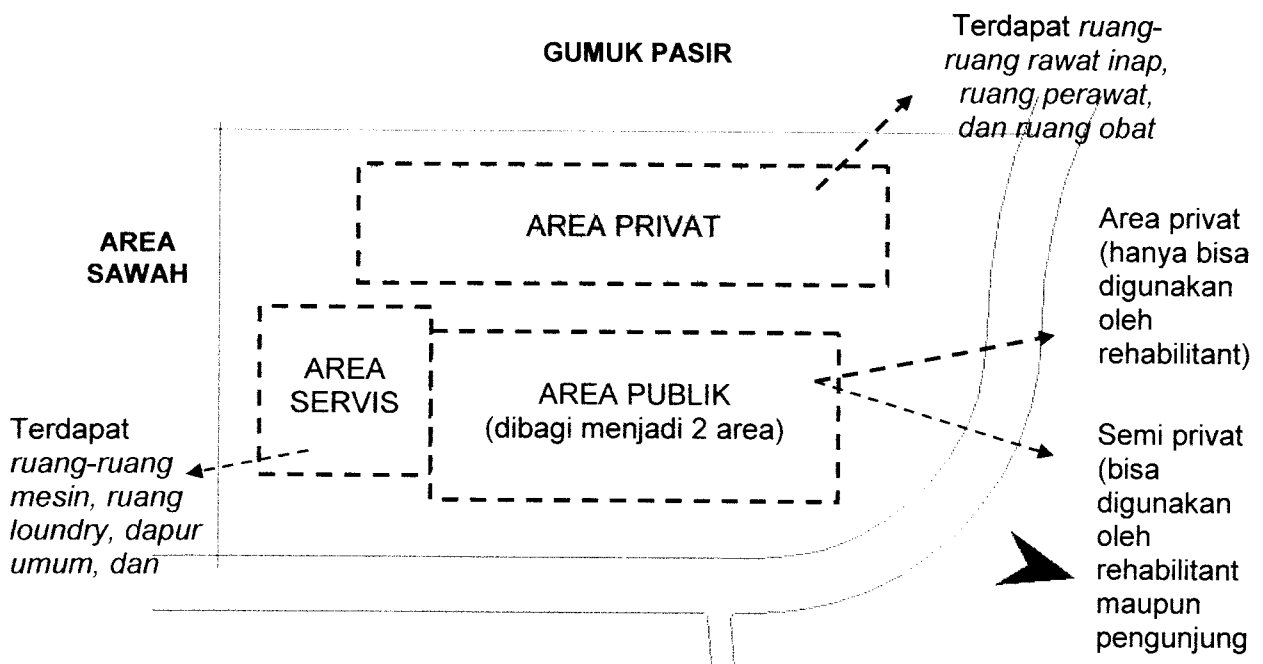 GUMUK PASIR
Terdapat ruang-
ruang rawat inap,
ruang perawat,
dan ruang obat
AREA PRIVAT
AREA
SAWAH
Area privat
(hanya bisa
digunakan
oleh
rehabilitant)
AREA
SERVIS
AREA PUBLIK
(dibagi menjadi 2 area)
Terdapat
ruang-ruang
mesin, ruang
loundry, dapur
umum, dan
Semi privat
(bisa
digunakan
oleh
rehabilitant
maupun
pengunjung